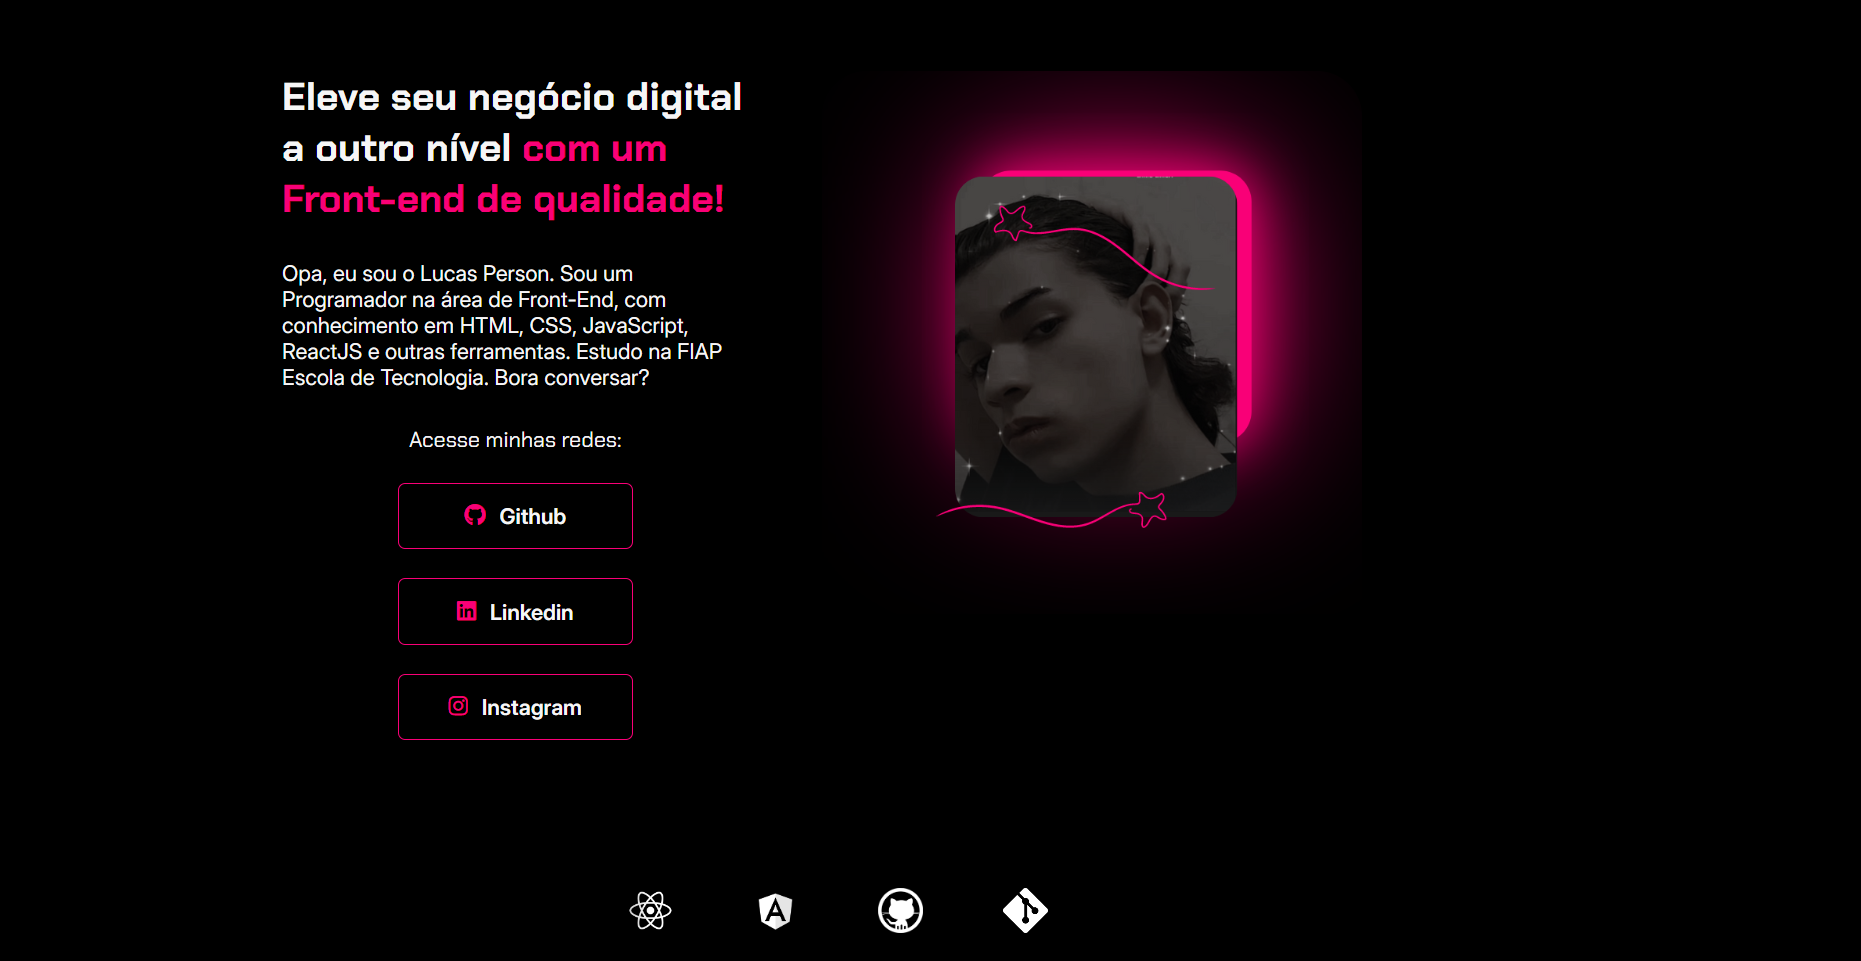 Eleve seu negócio digital
a outro nível com um
Front-end de qualidade!
Opa, eu sou o Lucas Person. Sou um
Programador na área de Front-End, com
conhecimento em HTML, CSS, JavaScript,
ReactJS e outras ferramentas. Estudo na FIAP
Escola de Tecnologia. Bora conversar?
Acesse minhas redes:
Github
Linkedin
Instagram